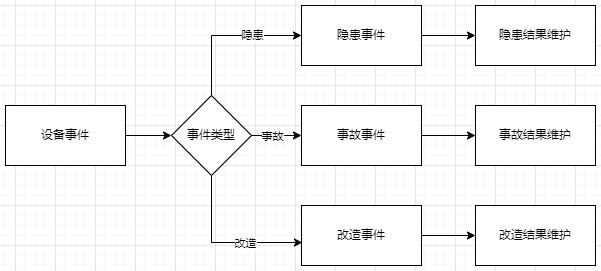 隐患
隐患事件
隐患结果维护
设备事件
事件类型
事故
事故事件
事故结果维护
改造
改造事件
改造结果维护